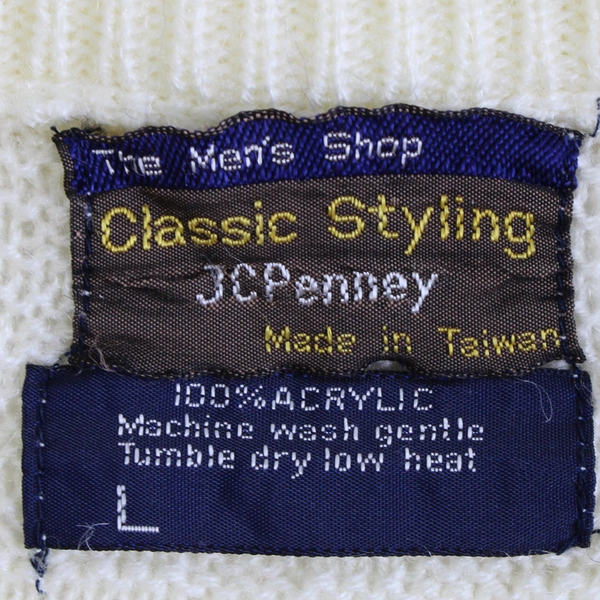 The Men's Shop
Classic Styling
JCPenney
Made in Taiwan
100% ACRYLIC
Machine wash gentle
Tumble dry low heat
L